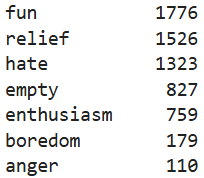 fun 1776
relief 1526
hate 1323
empty 827
enthusiasm 759
boredom 179
anger 110